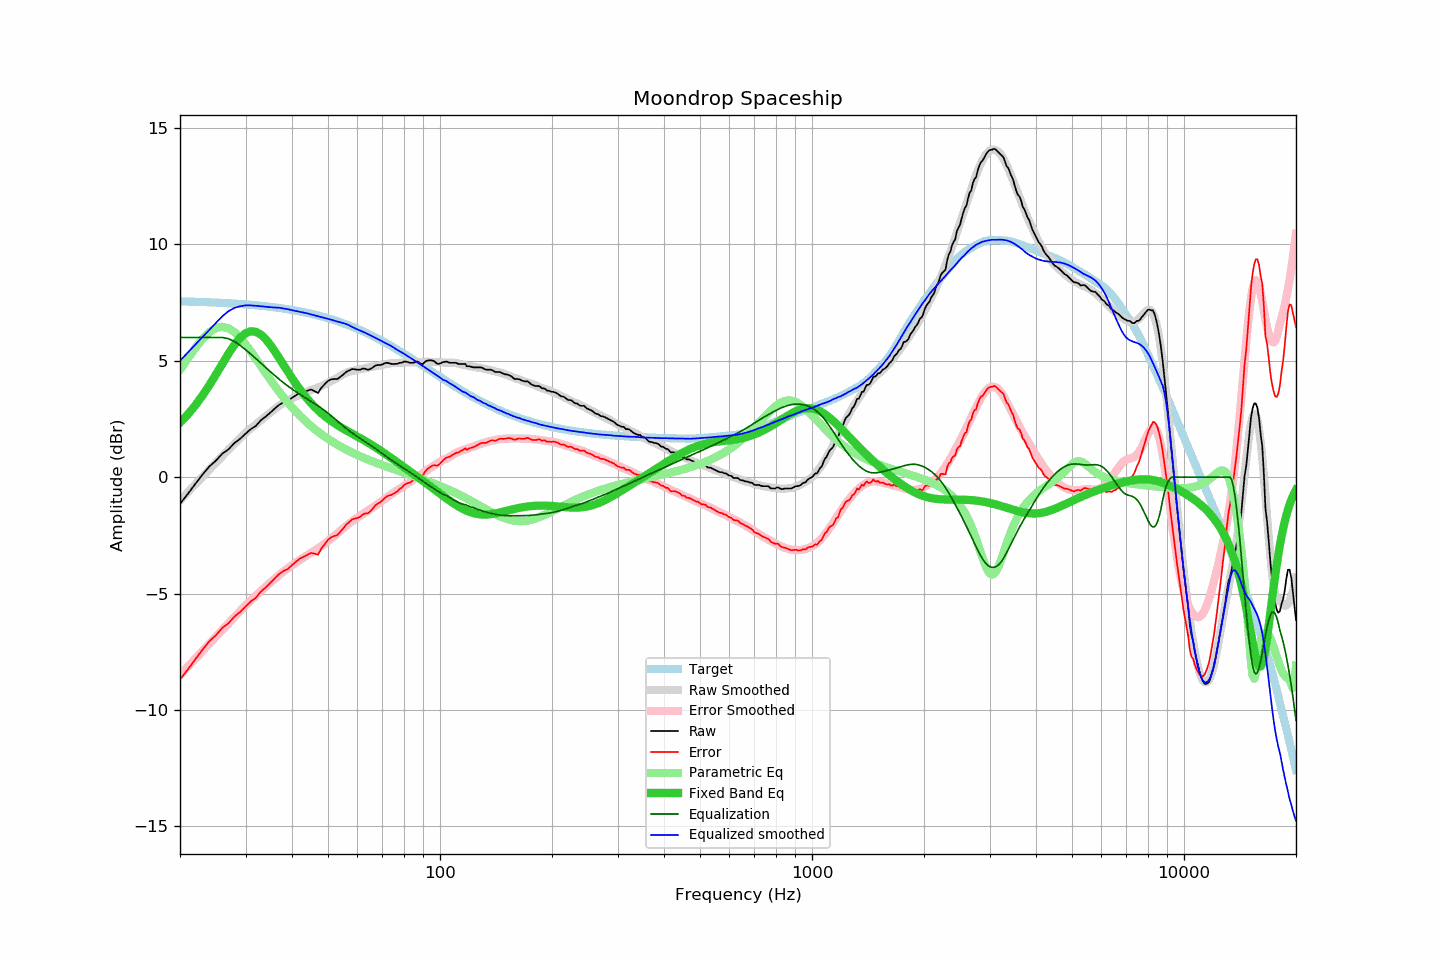 Moondrop Spaceship
15
10
5
0
−5
−10
−15
Amplitude (dBr)
100
1000
10000
Frequency (Hz)
Target
Raw Smoothed
Error Smoothed
Raw
Error
Parametric Eq
Fixed Band Eq
Equalization
Equalized smoothed